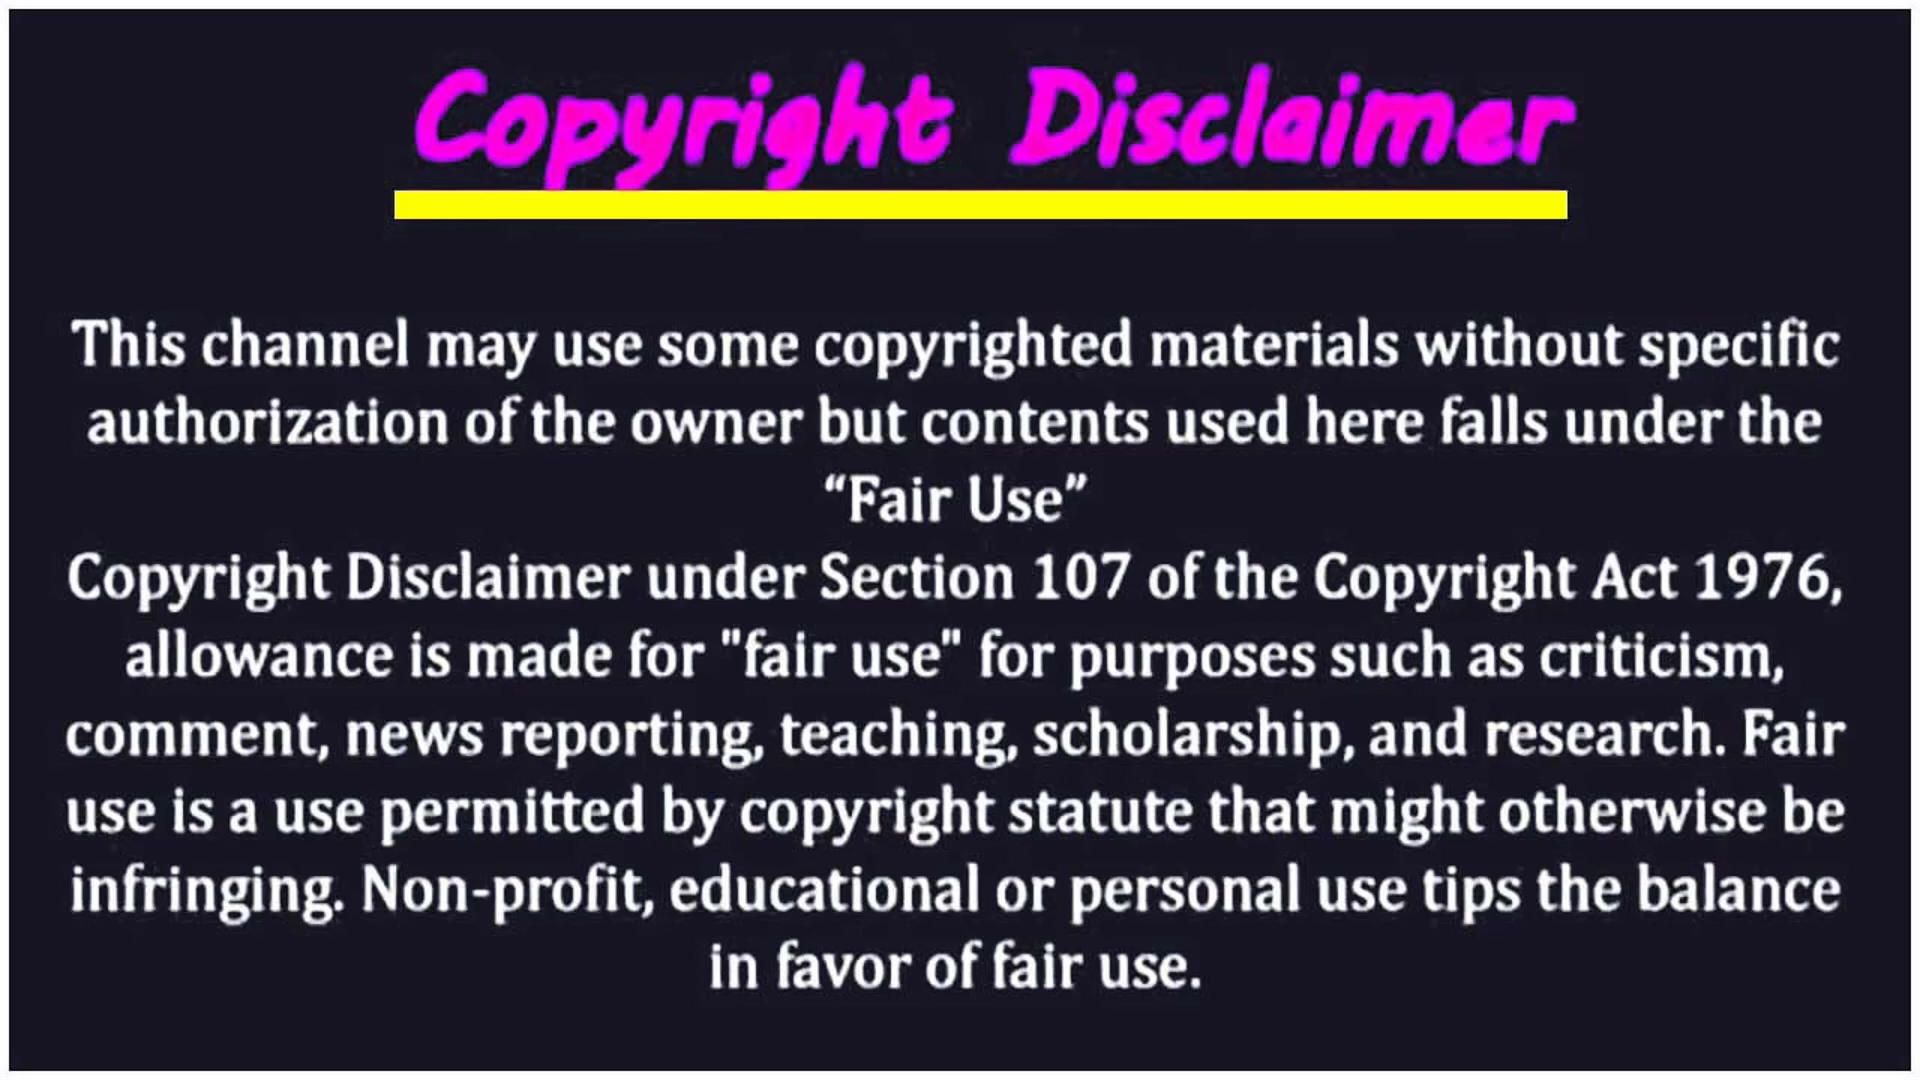 Copyright Disclaimer
This channel may use some copyrighted materials without specific
authorization of the owner but contents used here falls under the
“Fair Use”
Copyright Disclaimer under Section 107 of the Copyright Act 1976,
allowance is made for "fair use" for purposes such as criticism,
comment, news reporting, teaching, scholarship, and research. Fair
use is a use permitted by copyright statute that might otherwise be
infringing. Non-profit, educational or personal use tips the balance
in favor of fair use.